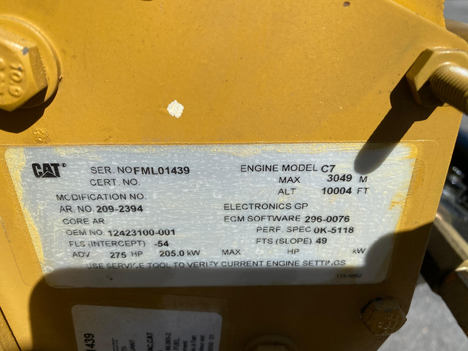 10.9
CAT® SER. NO FML01439 ENGINE MODEL C7
CERT. NO. MAX 3049 M
MODIFICATION NO. ALT 10004 FT
AR. NO. 209-2394 ELECTRONICS GP
CORE AR ECM SOFTWARE 296-0076
OEM NO. 12423100-001 PERF. SPEC 0K-5118
FLS (INTERCEPT) -54 FTS (SLOPE) 49
ADV 275 HP 205.0 kW MAX HP kW
USE SERVICE TOOL TO VERIFY CURRENT ENGINE SETTINGS
1439